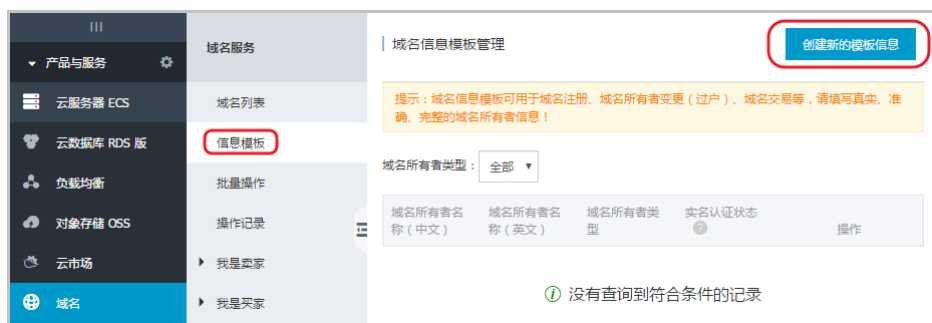 产品与服务
云服务器 ECS
云数据库 RDS 版
负载均衡
对象存储 OSS
云市场
域名
域名服务
域名列表
信息模板
批量操作
操作记录
我是卖家
我是买家
域名信息模板管理
创建新的模板信息
提示：域名信息模板可用于域名注册、域名所有者变更（过户）、域名交易等，请填写真实、准
确、完整的域名所有者信息！
域名所有者类型： 全部
域名所有者名
称（中文）
域名所有者名
称（英文）
域名所有者类
型
实名认证状态
操作
没有查询到符合条件的记录